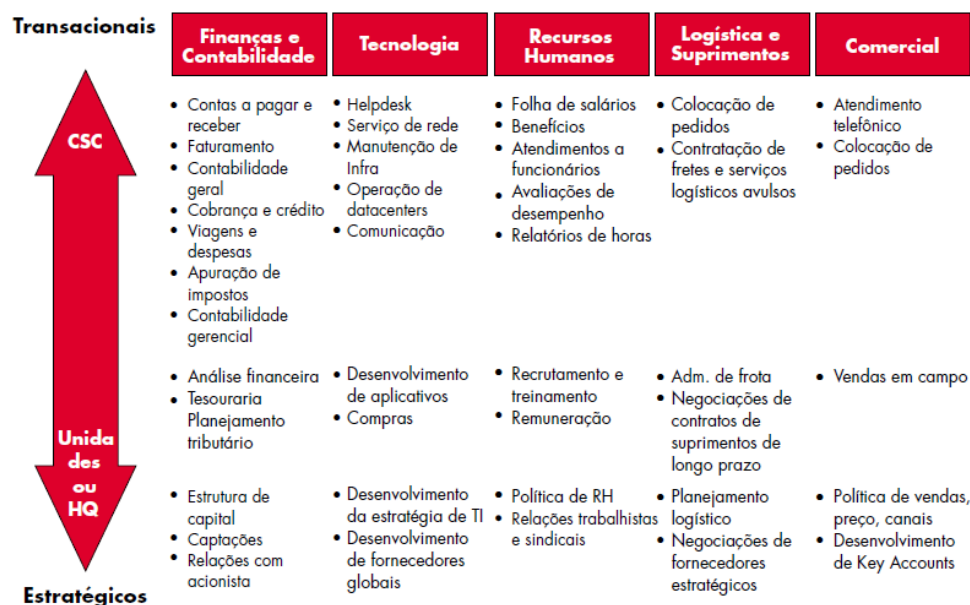 Transacionais
Finanças e
Contabilidade
Tecnologia
Recursos
Humanos
Logística e
Suprimentos
Comercial
CSC
• Contas a pagar e
receber
• Faturamento
• Contabilidade
geral
• Cobrança e crédito
• Viagens e
despesas
• Apuração de
impostos
• Contabilidade
gerencial
• Helpdesk
• Serviço de rede
• Manutenção de
Infra
• Operação de
datacenters
• Comunicação
• Folha de salários
• Benefícios
• Atendimentos a
funcionários
• Avaliações de
desempenho
• Relatórios de horas
• Colocação de
pedidos
• Contratação de
fretes e serviços
logísticos avulsos
• Atendimento
telefônico
• Colocação de
pedidos
• Análise financeira
• Tesouraria
Planejamento
tributário
• Desenvolvimento
de aplicativos
• Compras
• Recrutamento e
treinamento
• Remuneração
• Adm. de frota
• Negociações de
contratos de
suprimentos de
longo prazo
• Vendas em campo
Unida
des
ou
HQ
• Estrutura de
capital
• Captações
• Relações com
acionista
• Desenvolvimento
da estratégia de TI
• Desenvolvimento
de fornecedores
globais
• Política de RH
• Relações trabalhistas
e sindicais
• Planejamento
logístico
• Negociações de
fornecedores
estratégicos
• Política de vendas,
preço, canais
• Desenvolvimento
de Key Accounts
Estratégicos